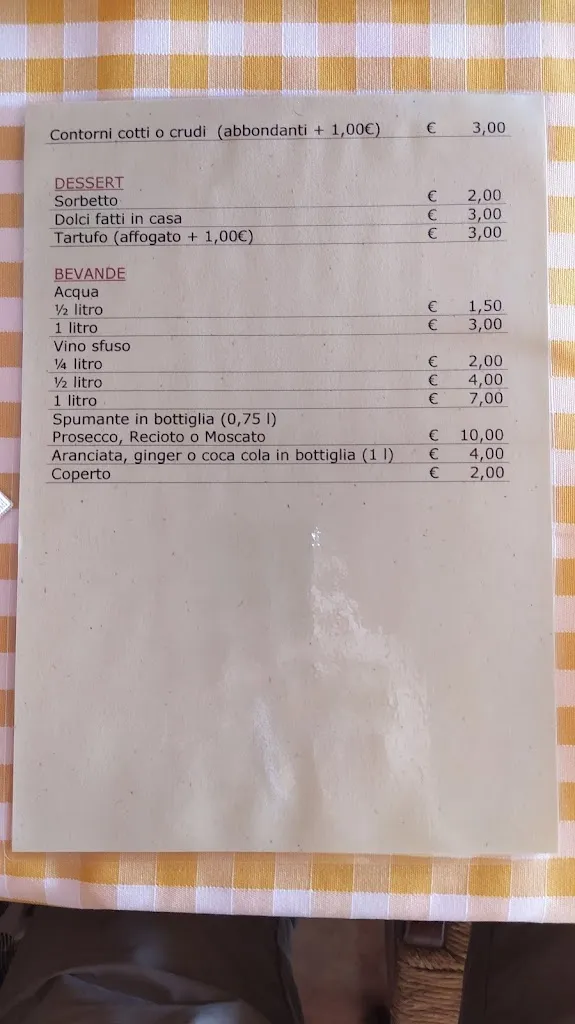 Contorni cotti o crudi (abbondanti + 1,00€) € 3,00
DESSERT
Sorbetto € 2,00
Dolci fatti in casa € 3,00
Tartufo (affogato + 1,00€) € 3,00
BEVANDE
Acqua
½ litro € 1,50
1 litro € 3,00
Vino sfuso
¼ litro € 2,00
½ litro € 4,00
1 litro € 7,00
Spumante in bottiglia (0,75 l)
Prosecco, Recioto o Moscato € 10,00
Aranciata, ginger o coca cola in bottiglia (1 l) € 4,00
Coperto € 2,00